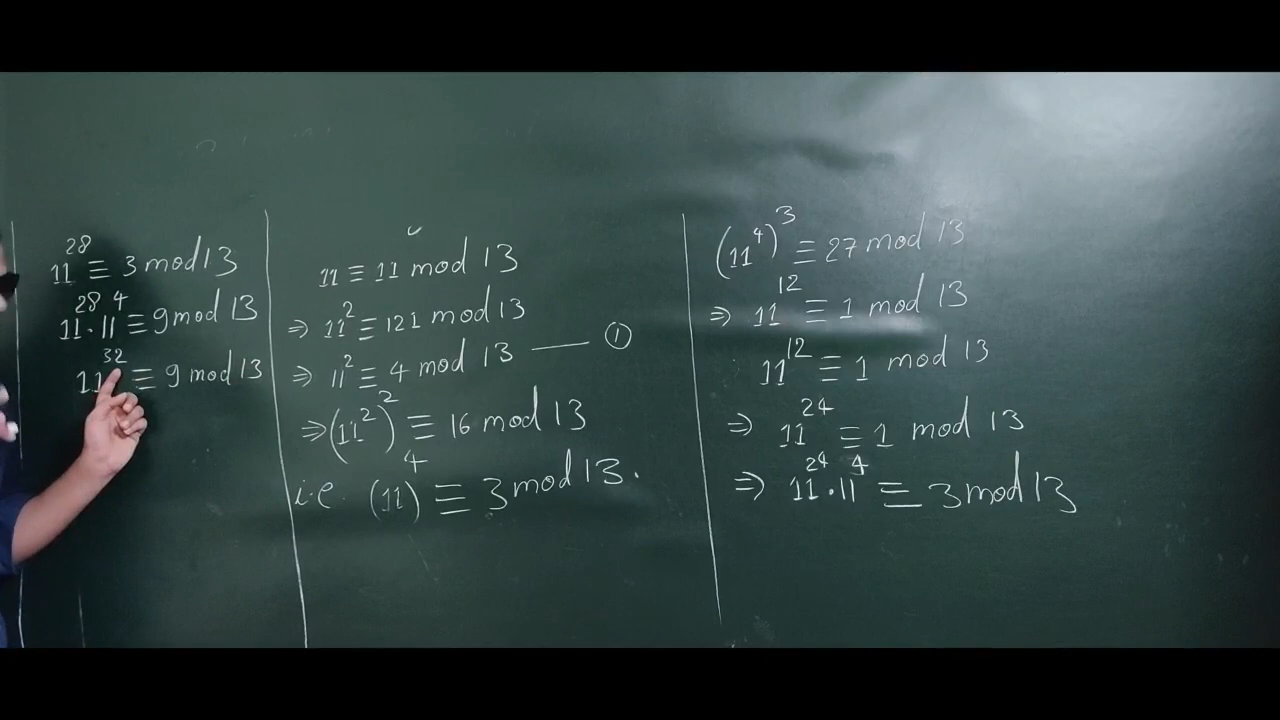 11^28 ≡ 3 mod 13
11^28 · 11^4 ≡ 9 mod 13
11^32 ≡ 9 mod 13
11 ≡ 11 mod 13
⇒ 11^2 ≡ 121 mod 13
⇒ 11^2 ≡ 4 mod 13 —— ①
⇒ (11^2)^2 ≡ 16 mod 13
i.e. (11)^4 ≡ 3 mod 13.
(11^4)^3 ≡ 27 mod 13
⇒ 11^12 ≡ 1 mod 13
11^12 ≡ 1 mod 13
⇒ 11^24 ≡ 1 mod 13
⇒ 11^24 · 11^4 ≡ 3 mod 13